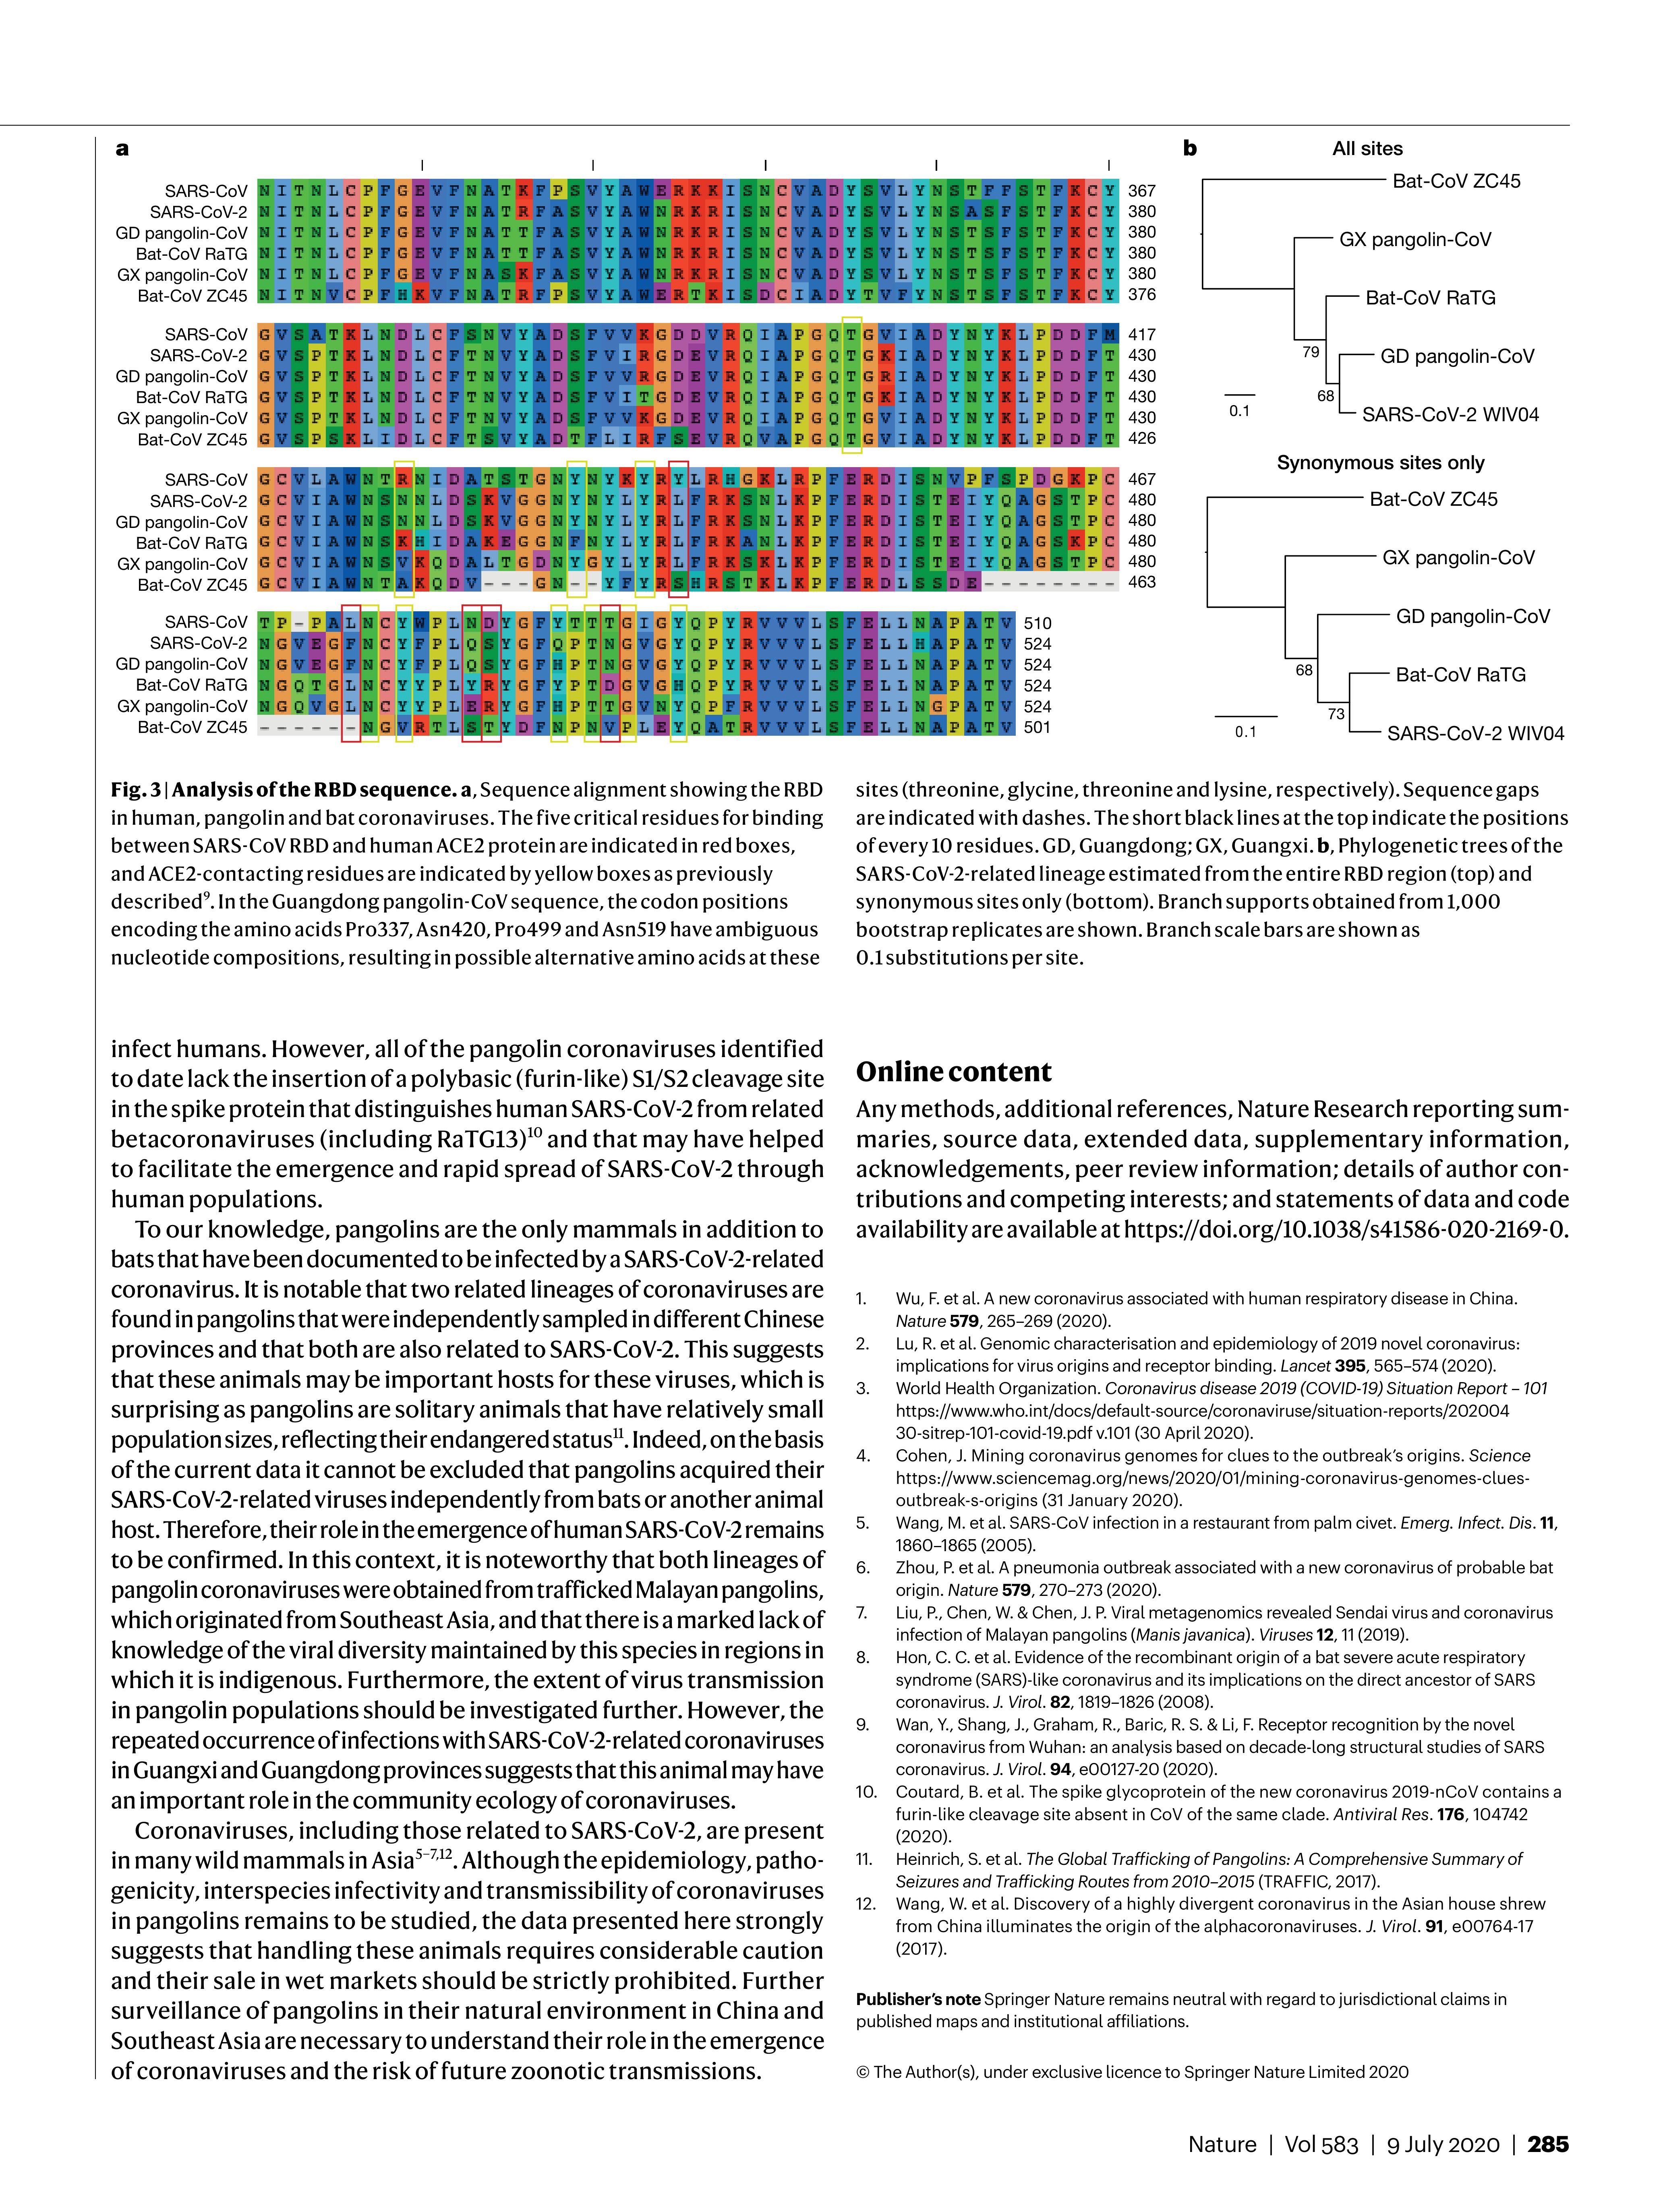 a
SARS-CoV N I T N L C P F G E V F N A T K F P S V Y A W E R K K I S N C V A D Y S V L Y N S T F F S T F K C Y 367
SARS-CoV-2 N I T N L C P F G E V F N A T R F A S V Y A W N R K R I S N C V A D Y S V L Y N S A S F S T F K C Y 380
GD pangolin-CoV N I T N L C P F G E V F N A T T F A S V Y A W N R K R I S N C V A D Y S V L Y N S T S F S T F K C Y 380
Bat-CoV RaTG N I T N L C P F G E V F N A T T F A S V Y A W N R K R I S N C V A D Y S V L Y N S T S F S T F K C Y 380
GX pangolin-CoV N I T N L C P F G E V F N A S K F A S V Y A W N R K R I S N C V A D Y S V L Y N S T S F S T F K C Y 380
Bat-CoV ZC45 N I T N V C P F H K V F N A T R F P S V Y A W E R T K I S D C I A D Y T V F Y N S T S F S T F K C Y 376
SARS-CoV G V S A T K L N D L C F S N V Y A D S F V V K G D D V R Q I A P G Q T G V I A D Y N Y K L P D D F M 417
SARS-CoV-2 G V S P T K L N D L C F T N V Y A D S F V I R G D E V R Q I A P G Q T G K I A D Y N Y K L P D D F T 430
GD pangolin-CoV G V S P T K L N D L C F T N V Y A D S F V V R G D E V R Q I A P G Q T G R I A D Y N Y K L P D D F T 430
Bat-CoV RaTG G V S P T K L N D L C F T N V Y A D S F V I T G D E V R Q I A P G Q T G K I A D Y N Y K L P D D F T 430
GX pangolin-CoV G V S P T K L N D L C F T N V Y A D S F V V K G D E V R Q I A P G Q T G V I A D Y N Y K L P D D F T 430
Bat-CoV ZC45 G V S P S K L I D L C F T S V Y A D T F L I R F S E V R Q V A P G Q T G V I A D Y N Y K L P D D F T 426
SARS-CoV G C V L A W N T R N I D A T S T G N Y N Y K Y R Y L R H G K L R P F E R D I S N V P F S P D G K P C 467
SARS-CoV-2 G C V I A W N S N N L D S K V G G N Y N Y L Y R L F R K S N L K P F E R D I S T E I Y Q A G S T P C 480
GD pangolin-CoV G C V I A W N S N N L D S K V G G N Y N Y L Y R L F R K S N L K P F E R D I S T E I Y Q A G S T P C 480
Bat-CoV RaTG G C V I A W N S K H I D A K E G G N F N Y L Y R L F R K A N L K P F E R D I S T E I Y Q A G S K P C 480
GX pangolin-CoV G C V I A W N S V K Q D A L T G D N Y G Y L Y R L F R K S K L K P F E R D I S T E I Y Q A G S T P C 480
Bat-CoV ZC45 G C V I A W N T A K Q D V - - - G N - - Y F Y R S H R S T K L K P F E R D L S S D E - - - - - - - - 463
SARS-CoV T P - P A L N C Y W P L N D Y G F Y T T T G I G Y Q P Y R V V V L S F E L L N A P A T V 510
SARS-CoV-2 N G V E G F N C Y F P L Q S Y G F Q P T N G V G Y Q P Y R V V V L S F E L L H A P A T V 524
GD pangolin-CoV N G V E G F N C Y F P L Q S Y G F H P T N G V G Y Q P Y R V V V L S F E L L N A P A T V 524
Bat-CoV RaTG N G Q T G L N C Y Y P L Y R Y G F Y P T D G V G H Q P Y R V V V L S F E L L N A P A T V 524
GX pangolin-CoV N G Q V G L N C Y Y P L E R Y G F H P T T G V N Y Q P F R V V V L S F E L L N G P A T V 524
Bat-CoV ZC45 - - - - - - N G V R T L S T Y D F N P N V P L E Y Q A T R V V V L S F E L L N A P A T V 501
b
All sites
Bat-CoV ZC45
GX pangolin-CoV
Bat-CoV RaTG
79
GD pangolin-CoV
68
0.1
SARS-CoV-2 WIV04
Synonymous sites only
Bat-CoV ZC45
GX pangolin-CoV
GD pangolin-CoV
68
Bat-CoV RaTG
73
0.1
SARS-CoV-2 WIV04
Fig. 3 | Analysis of the RBD sequence. a, Sequence alignment showing the RBD
in human, pangolin and bat coronaviruses. The five critical residues for binding
between SARS-CoV RBD and human ACE2 protein are indicated in red boxes,
and ACE2-contacting residues are indicated by yellow boxes as previously
described9. In the Guangdong pangolin-CoV sequence, the codon positions
encoding the amino acids Pro337, Asn420, Pro499 and Asn519 have ambiguous
nucleotide compositions, resulting in possible alternative amino acids at these
sites (threonine, glycine, threonine and lysine, respectively). Sequence gaps
are indicated with dashes. The short black lines at the top indicate the positions
of every 10 residues. GD, Guangdong; GX, Guangxi. b, Phylogenetic trees of the
SARS-CoV-2-related lineage estimated from the entire RBD region (top) and
synonymous sites only (bottom). Branch supports obtained from 1,000
bootstrap replicates are shown. Branch scale bars are shown as
0.1 substitutions per site.
infect humans. However, all of the pangolin coronaviruses identified
to date lack the insertion of a polybasic (furin-like) S1/S2 cleavage site
in the spike protein that distinguishes human SARS-CoV-2 from related
betacoronaviruses (including RaTG13)10 and that may have helped
to facilitate the emergence and rapid spread of SARS-CoV-2 through
human populations.
To our knowledge, pangolins are the only mammals in addition to
bats that have been documented to be infected by a SARS-CoV-2-related
coronavirus. It is notable that two related lineages of coronaviruses are
found in pangolins that were independently sampled in different Chinese
provinces and that both are also related to SARS-CoV-2. This suggests
that these animals may be important hosts for these viruses, which is
surprising as pangolins are solitary animals that have relatively small
population sizes, reflecting their endangered status11. Indeed, on the basis
of the current data it cannot be excluded that pangolins acquired their
SARS-CoV-2-related viruses independently from bats or another animal
host. Therefore, their role in the emergence of human SARS-CoV-2 remains
to be confirmed. In this context, it is noteworthy that both lineages of
pangolin coronaviruses were obtained from trafficked Malayan pangolins,
which originated from Southeast Asia, and that there is a marked lack of
knowledge of the viral diversity maintained by this species in regions in
which it is indigenous. Furthermore, the extent of virus transmission
in pangolin populations should be investigated further. However, the
repeated occurrence of infections with SARS-CoV-2-related coronaviruses
in Guangxi and Guangdong provinces suggests that this animal may have
an important role in the community ecology of coronaviruses.
Coronaviruses, including those related to SARS-CoV-2, are present
in many wild mammals in Asia5–7,12. Although the epidemiology, patho-
genicity, interspecies infectivity and transmissibility of coronaviruses
in pangolins remains to be studied, the data presented here strongly
suggests that handling these animals requires considerable caution
and their sale in wet markets should be strictly prohibited. Further
surveillance of pangolins in their natural environment in China and
Southeast Asia are necessary to understand their role in the emergence
of coronaviruses and the risk of future zoonotic transmissions.
Online content
Any methods, additional references, Nature Research reporting sum-
maries, source data, extended data, supplementary information,
acknowledgements, peer review information; details of author con-
tributions and competing interests; and statements of data and code
availability are available at https://doi.org/10.1038/s41586-020-2169-0.
1. Wu, F. et al. A new coronavirus associated with human respiratory disease in China.
Nature 579, 265–269 (2020).
2. Lu, R. et al. Genomic characterisation and epidemiology of 2019 novel coronavirus:
implications for virus origins and receptor binding. Lancet 395, 565–574 (2020).
3. World Health Organization. Coronavirus disease 2019 (COVID-19) Situation Report – 101
https://www.who.int/docs/default-source/coronaviruse/situation-reports/202004
30-sitrep-101-covid-19.pdf v.101 (30 April 2020).
4. Cohen, J. Mining coronavirus genomes for clues to the outbreak’s origins. Science
https://www.sciencemag.org/news/2020/01/mining-coronavirus-genomes-clues-
outbreak-s-origins (31 January 2020).
5. Wang, M. et al. SARS-CoV infection in a restaurant from palm civet. Emerg. Infect. Dis. 11,
1860–1865 (2005).
6. Zhou, P. et al. A pneumonia outbreak associated with a new coronavirus of probable bat
origin. Nature 579, 270–273 (2020).
7. Liu, P., Chen, W. & Chen, J. P. Viral metagenomics revealed Sendai virus and coronavirus
infection of Malayan pangolins (Manis javanica). Viruses 12, 11 (2019).
8. Hon, C. C. et al. Evidence of the recombinant origin of a bat severe acute respiratory
syndrome (SARS)-like coronavirus and its implications on the direct ancestor of SARS
coronavirus. J. Virol. 82, 1819–1826 (2008).
9. Wan, Y., Shang, J., Graham, R., Baric, R. S. & Li, F. Receptor recognition by the novel
coronavirus from Wuhan: an analysis based on decade-long structural studies of SARS
coronavirus. J. Virol. 94, e00127-20 (2020).
10. Coutard, B. et al. The spike glycoprotein of the new coronavirus 2019-nCoV contains a
furin-like cleavage site absent in CoV of the same clade. Antiviral Res. 176, 104742
(2020).
11. Heinrich, S. et al. The Global Trafficking of Pangolins: A Comprehensive Summary of
Seizures and Trafficking Routes from 2010–2015 (TRAFFIC, 2017).
12. Wang, W. et al. Discovery of a highly divergent coronavirus in the Asian house shrew
from China illuminates the origin of the alphacoronaviruses. J. Virol. 91, e00764-17
(2017).
Publisher’s note Springer Nature remains neutral with regard to jurisdictional claims in
published maps and institutional affiliations.
© The Author(s), under exclusive licence to Springer Nature Limited 2020
Nature | Vol 583 | 9 July 2020 | 285